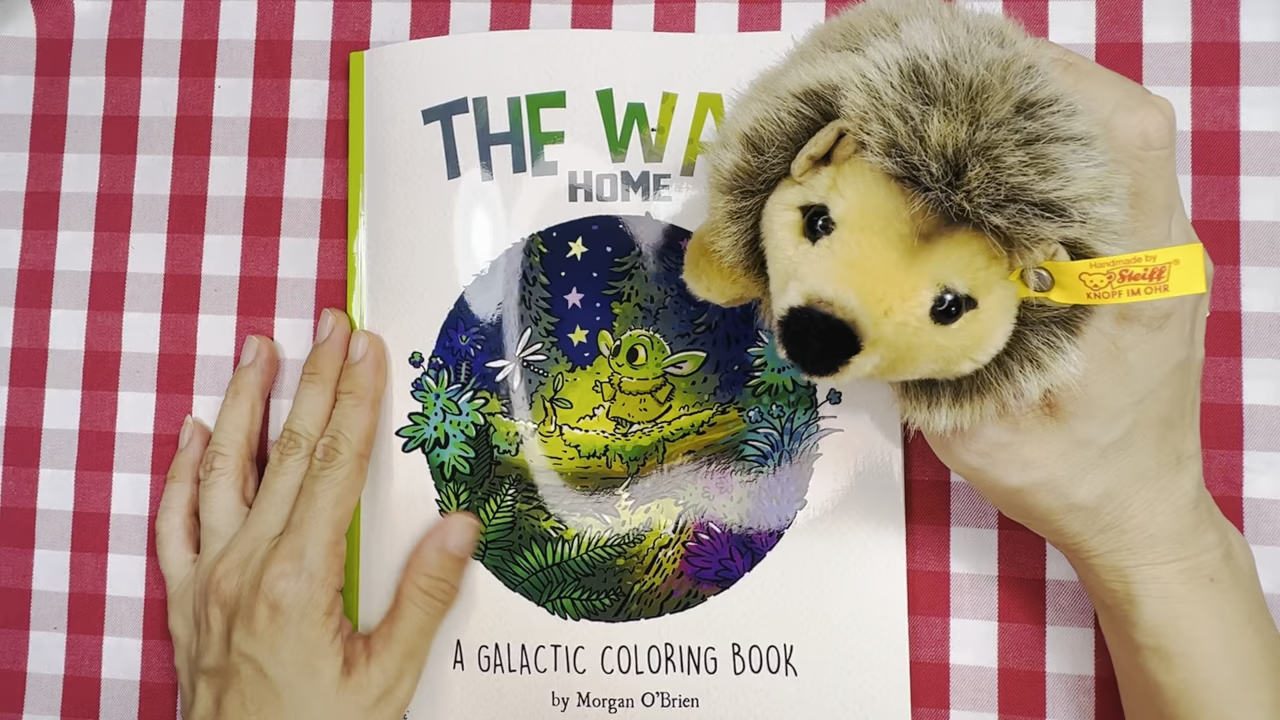 THE WA
HOME
A GALACTIC COLORING BOOK
by Morgan O'Brien
Handmade by
Steiff®
KNOPF IM OHR